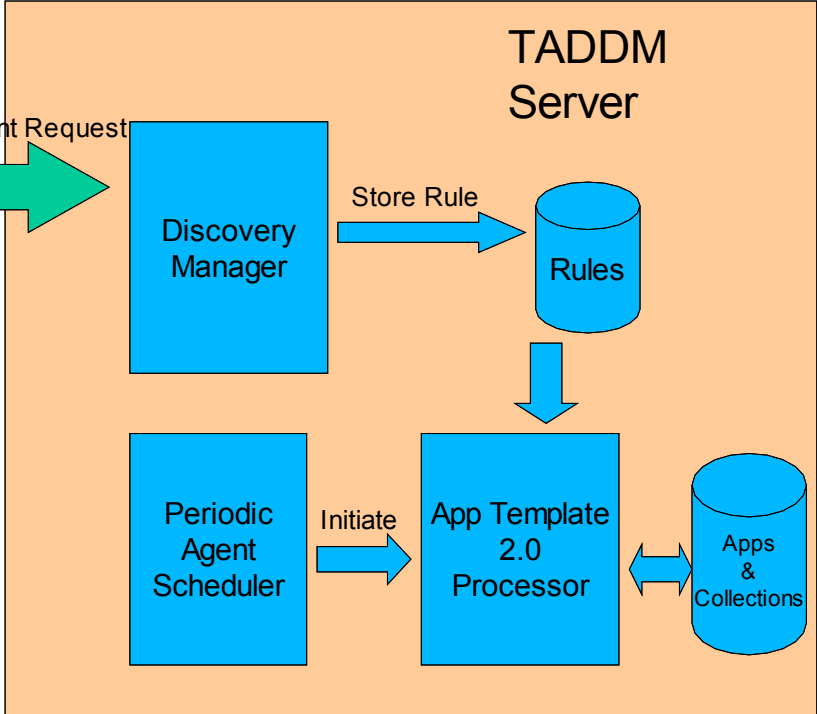 TADDM
Server
nt Request
Store Rule
Discovery
Manager
Rules
Periodic
Agent
Scheduler
Initiate
App Template
2.0
Processor
Apps
&
Collections